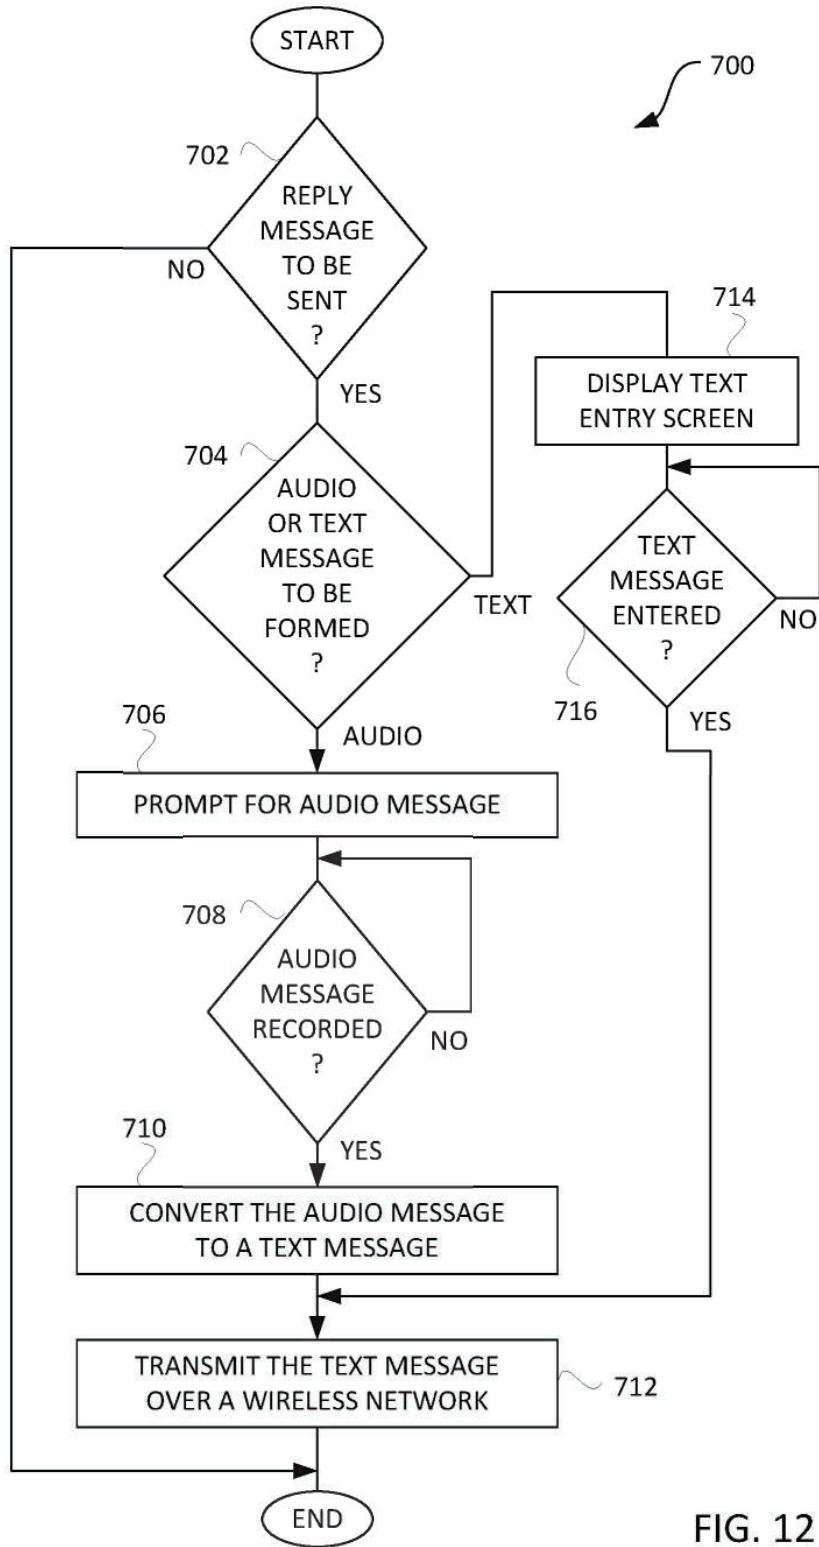 START
700
702
REPLY
MESSAGE
TO BE
SENT
?
NO
YES
714
DISPLAY TEXT
ENTRY SCREEN
704
AUDIO
OR TEXT
MESSAGE
TO BE
FORMED
?
TEXT
TEXT
MESSAGE
ENTERED
?
NO
716
YES
AUDIO
706
PROMPT FOR AUDIO MESSAGE
708
AUDIO
MESSAGE
RECORDED
?
NO
YES
710
CONVERT THE AUDIO MESSAGE
TO A TEXT MESSAGE
TRANSMIT THE TEXT MESSAGE
OVER A WIRELESS NETWORK
712
END
FIG. 12